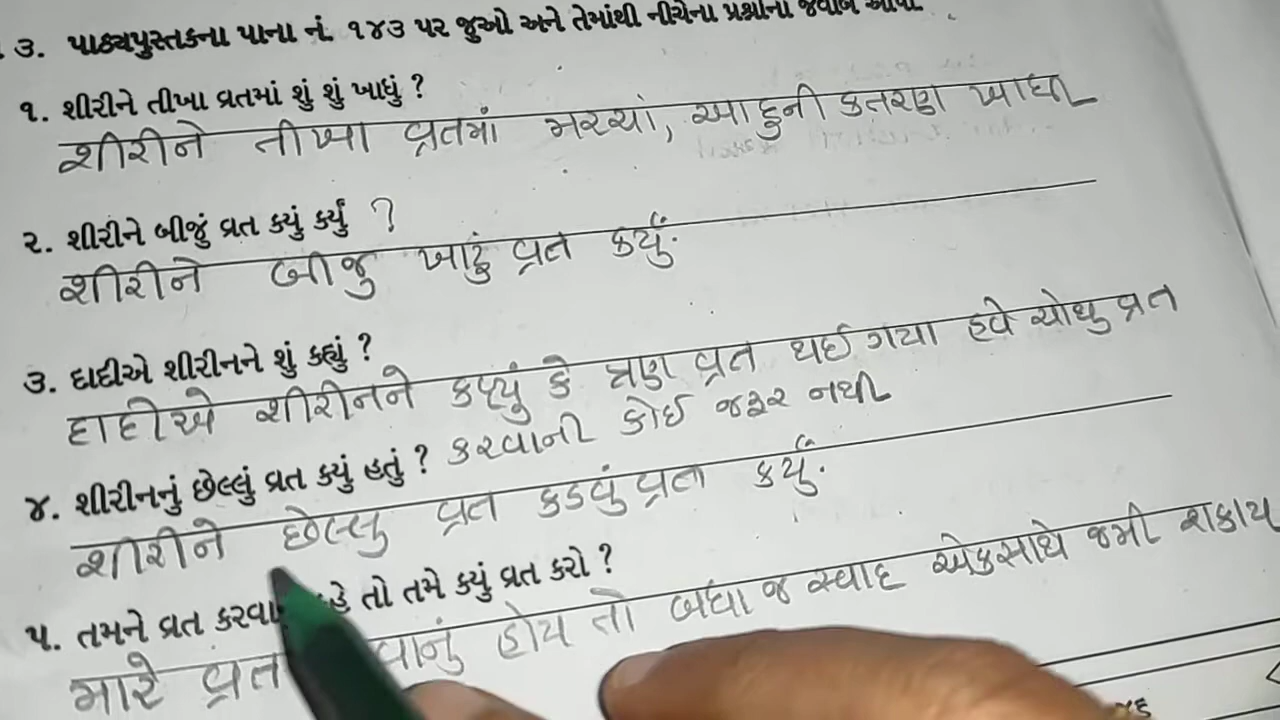 ૩. પાઠ્યપુસ્તકના પાના નં. ૧૪૩ પર જુઓ અને તેમાંથી નીચેના પ્રશ્નોના જવાબ આપો.
૧. શીરીને તીખા વ્રતમાં શું શું ખાધું ?
શીરીને તીખા વ્રતમાં મરચાં, આદુની કતરણ ખાધી
૨. શીરીને બીજું વ્રત કયું કર્યું ?
શીરીને બીજુ ખાટું વ્રત કર્યું.
૩. દાદીએ શીરીનને શું કહ્યું ?
દાદીએ શીરીનને કહ્યું કે ત્રણ વ્રત થઈ ગયા હવે ચોથુ વ્રત
કરવાની કોઈ જરૂર નથી
૪. શીરીનનું છેલ્લું વ્રત કયું હતું ?
શીરીને છેલ્લુ વ્રત કડવું વ્રત કર્યું.
૫. તમને વ્રત કરવા તો તમે કયું વ્રત કરો ?
મારે વ્રત હોય તો બધા જ સ્વાદ એકસાથે જમી શકાય